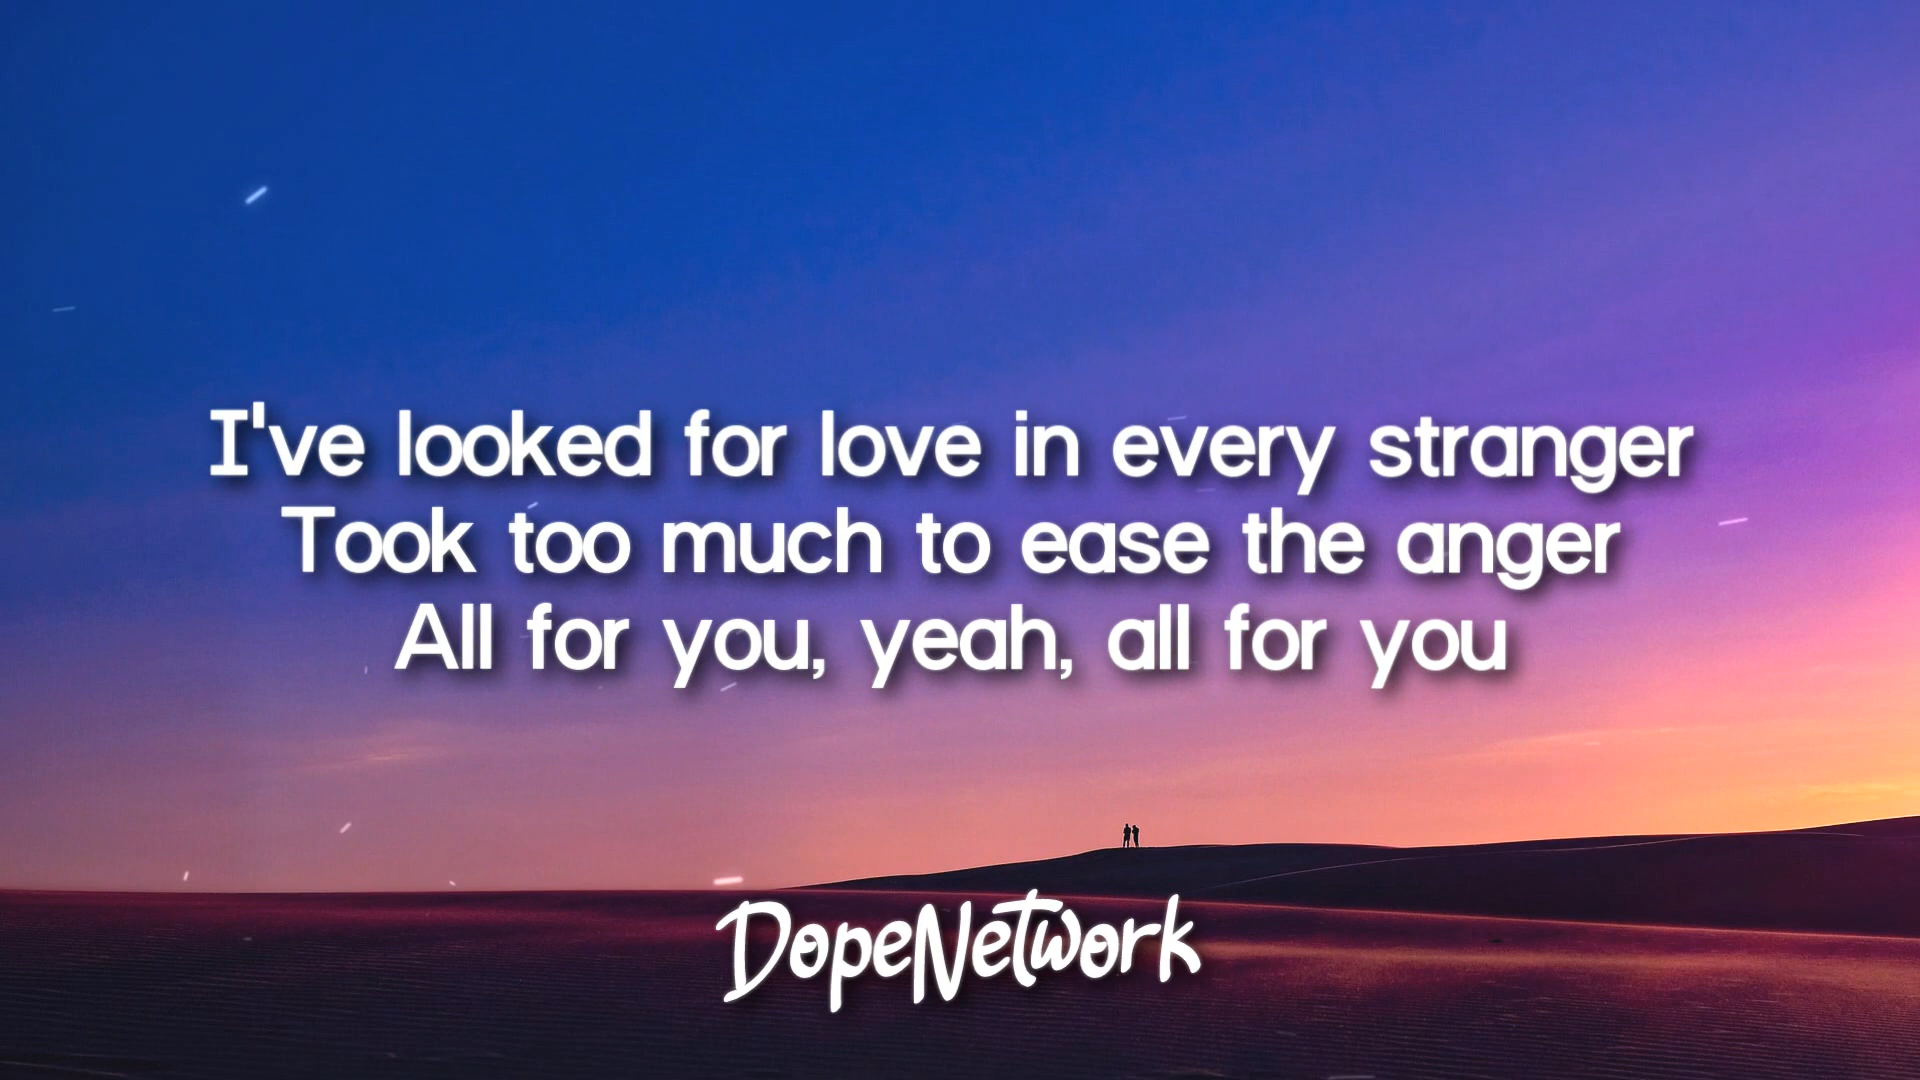 I've looked for love in every stranger
Took too much to ease the anger
All for you, yeah, all for you
DopeNetwork